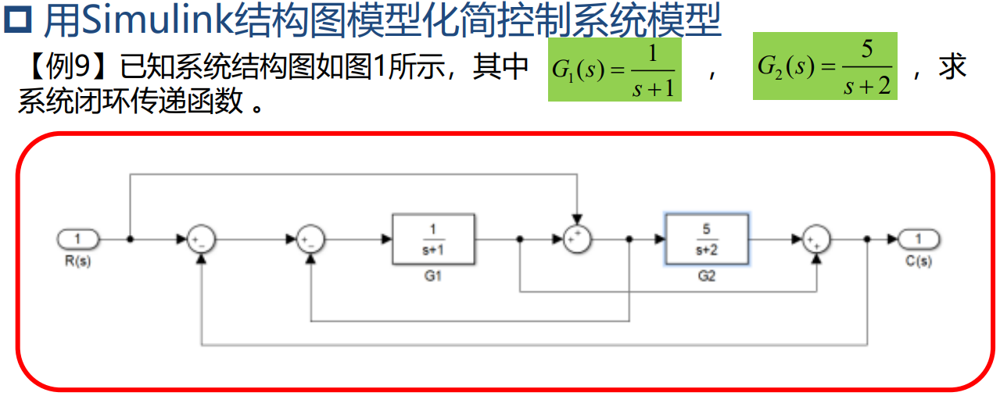 用Simulink结构图模型化简控制系统模型
【例9】已知系统结构图如图1所示，其中 G₁(s) = 1/(s+1) ， G₂(s) = 5/(s+2) ，求
系统闭环传递函数 。
1
R(s)
+
−
+
−
1
s+1
G1
+
+
5
s+2
G2
+
+
1
C(s)